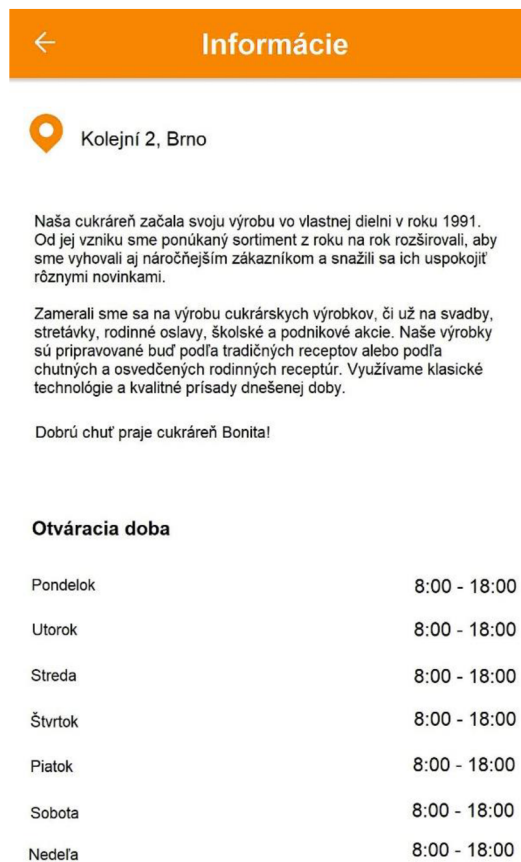 Informácie
Kolejní 2, Brno
Naša cukráreň začala svoju výrobu vo vlastnej dielni v roku 1991.
Od jej vzniku sme ponúkaný sortiment z roku na rok rozširovali, aby
sme vyhovali aj náročnejším zákazníkom a snažili sa ich uspokojiť
rôznymi novinkami.
Zamerali sme sa na výrobu cukrárskych výrobkov, či už na svadby,
stretávky, rodinné oslavy, školské a podnikové akcie. Naše výrobky
sú pripravované buď podľa tradičných receptov alebo podľa
chutných a osvedčených rodinných receptúr. Využívame klasické
technológie a kvalitné prísady dnešenej doby.
Dobrú chuť praje cukráreň Bonita!
Otváracia doba
Pondelok 8:00 - 18:00
Utorok 8:00 - 18:00
Streda 8:00 - 18:00
Štvrtok 8:00 - 18:00
Piatok 8:00 - 18:00
Sobota 8:00 - 18:00
Nedeľa 8:00 - 18:00